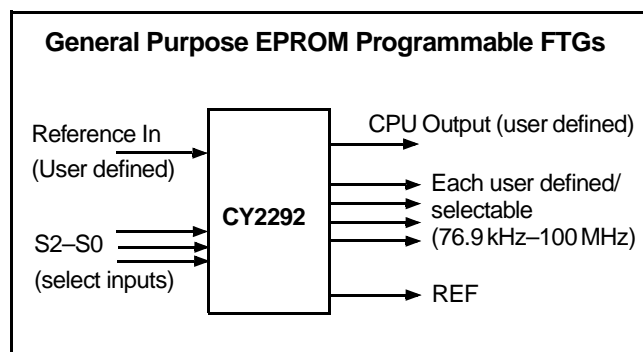 General Purpose EPROM Programmable FTGs
Reference In
(User defined)
S2–S0
(select inputs)
CY2292
CPU Output (user defined)
Each user defined/
selectable
(76.9 kHz–100 MHz)
REF